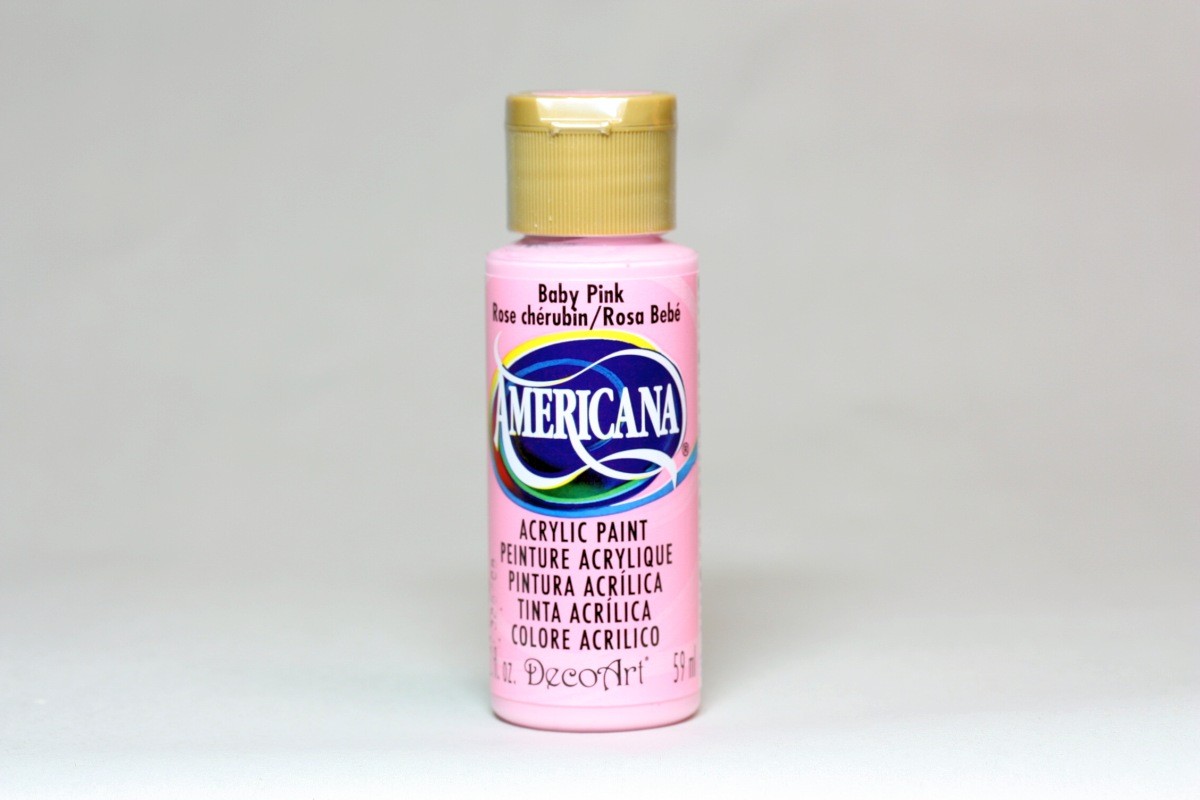 Baby Pink
Rose chérubin/Rosa Bebé
AMERICANA®
ACRYLIC PAINT
PEINTURE ACRYLIQUE
PINTURA ACRÍLICA
TINTA ACRÍLICA
COLORE ACRILICO
oz. DecoArt® 59 ml